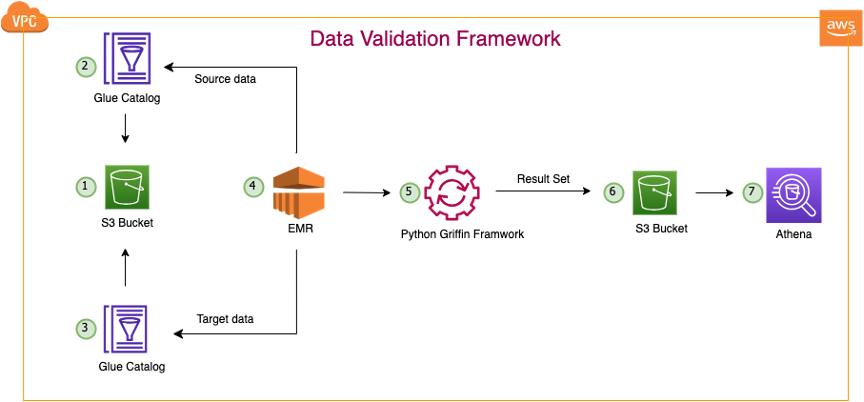 VPC
aws
Data Validation Framework
2
Glue Catalog
Source data
1
S3 Bucket
4
EMR
5
Python Griffin Framwork
Result Set
6
S3 Bucket
7
Athena
3
Glue Catalog
Target data